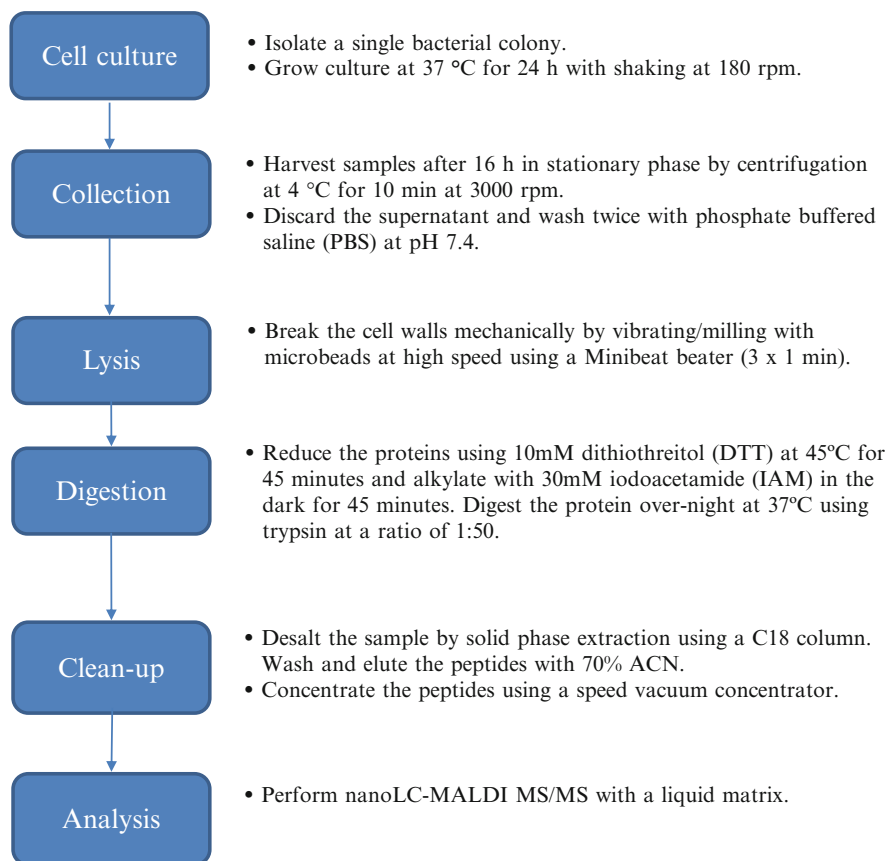 Cell culture
• Isolate a single bacterial colony.
• Grow culture at 37 °C for 24 h with shaking at 180 rpm.
Collection
• Harvest samples after 16 h in stationary phase by centrifugation
at 4 °C for 10 min at 3000 rpm.
• Discard the supernatant and wash twice with phosphate buffered
saline (PBS) at pH 7.4.
Lysis
• Break the cell walls mechanically by vibrating/milling with
microbeads at high speed using a Minibeat beater (3 x 1 min).
Digestion
• Reduce the proteins using 10mM dithiothreitol (DTT) at 45ºC for
45 minutes and alkylate with 30mM iodoacetamide (IAM) in the
dark for 45 minutes. Digest the protein over-night at 37ºC using
trypsin at a ratio of 1:50.
Clean-up
• Desalt the sample by solid phase extraction using a C18 column.
Wash and elute the peptides with 70% ACN.
• Concentrate the peptides using a speed vacuum concentrator.
Analysis
• Perform nanoLC-MALDI MS/MS with a liquid matrix.